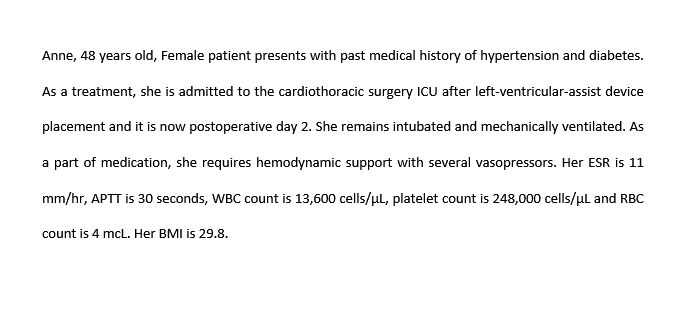 Anne, 48 years old, Female patient presents with past medical history of hypertension and diabetes.
As a treatment, she is admitted to the cardiothoracic surgery ICU after left-ventricular-assist device
placement and it is now postoperative day 2. She remains intubated and mechanically ventilated. As
a part of medication, she requires hemodynamic support with several vasopressors. Her ESR is 11
mm/hr, APTT is 30 seconds, WBC count is 13,600 cells/µL, platelet count is 248,000 cells/µL and RBC
count is 4 mcL. Her BMI is 29.8.